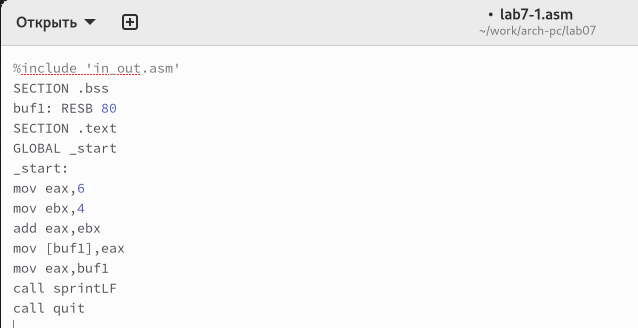 Открыть
• lab7-1.asm
~/work/arch-pc/lab07
%include 'in_out.asm'
SECTION .bss
buf1: RESB 80
SECTION .text
GLOBAL _start
_start:
mov eax,6
mov ebx,4
add eax,ebx
mov [buf1],eax
mov eax,buf1
call sprintLF
call quit